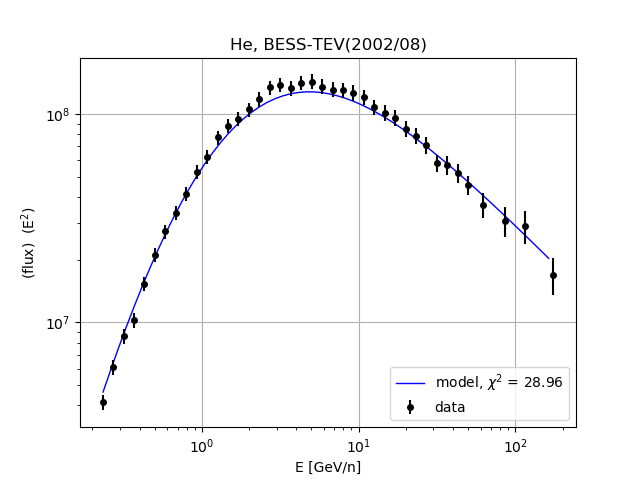 He, BESS-TEV(2002/08)
(flux) (E²)
10⁸
10⁷
model, χ² = 28.96
data
10⁰
10¹
10²
E [GeV/n]